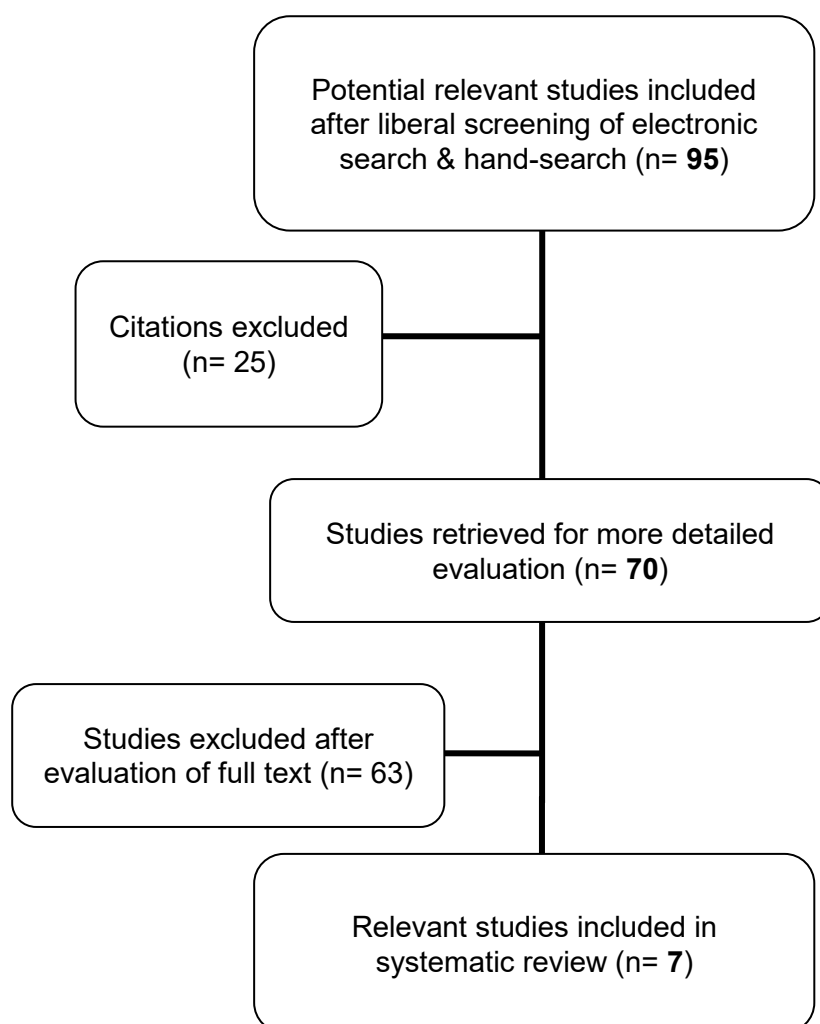 Potential relevant studies included
after liberal screening of electronic
search & hand-search (n= 95)
Citations excluded
(n= 25)
Studies retrieved for more detailed
evaluation (n= 70)
Studies excluded after
evaluation of full text (n= 63)
Relevant studies included in
systematic review (n= 7)